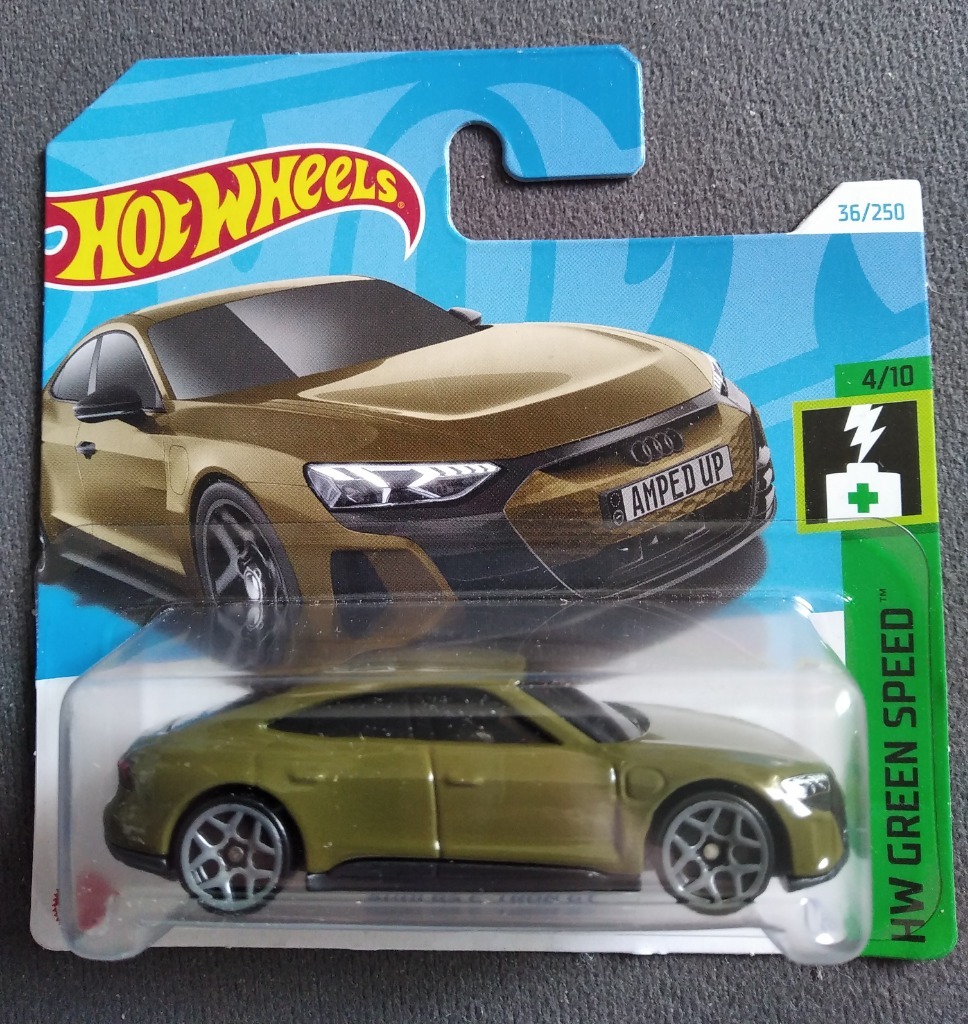 HOT WHEELS®
36/250
4/10
AMPED UP
HW GREEN SPEED™